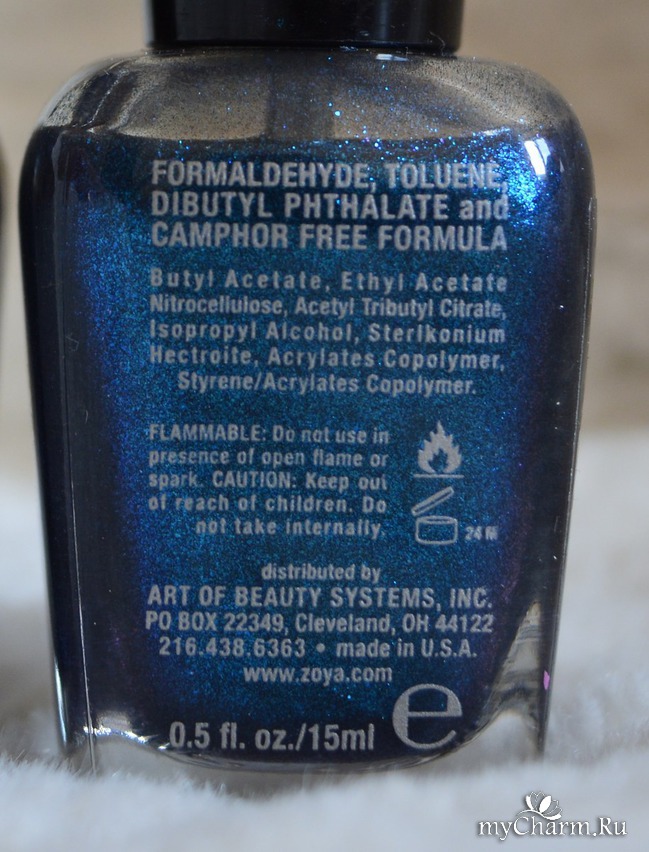 FORMALDEHYDE, TOLUENE,
DIBUTYL PHTHALATE and
CAMPHOR FREE FORMULA
Butyl Acetate, Ethyl Acetate
Nitrocellulose, Acetyl Tributyl Citrate,
Isopropyl Alcohol, Sterlkonium
Hectroite, Acrylates Copolymer,
Styrene/Acrylates Copolymer.
FLAMMABLE: Do not use in
presence of open flame or
spark. CAUTION: Keep out
of reach of children. Do
not take internally.
24 M
distributed by
ART OF BEAUTY SYSTEMS, INC.
PO BOX 22349, Cleveland, OH 44122
216.438.6363 • made in U.S.A.
www.zoya.com
0.5 fl. oz./15ml e
myCharm.Ru